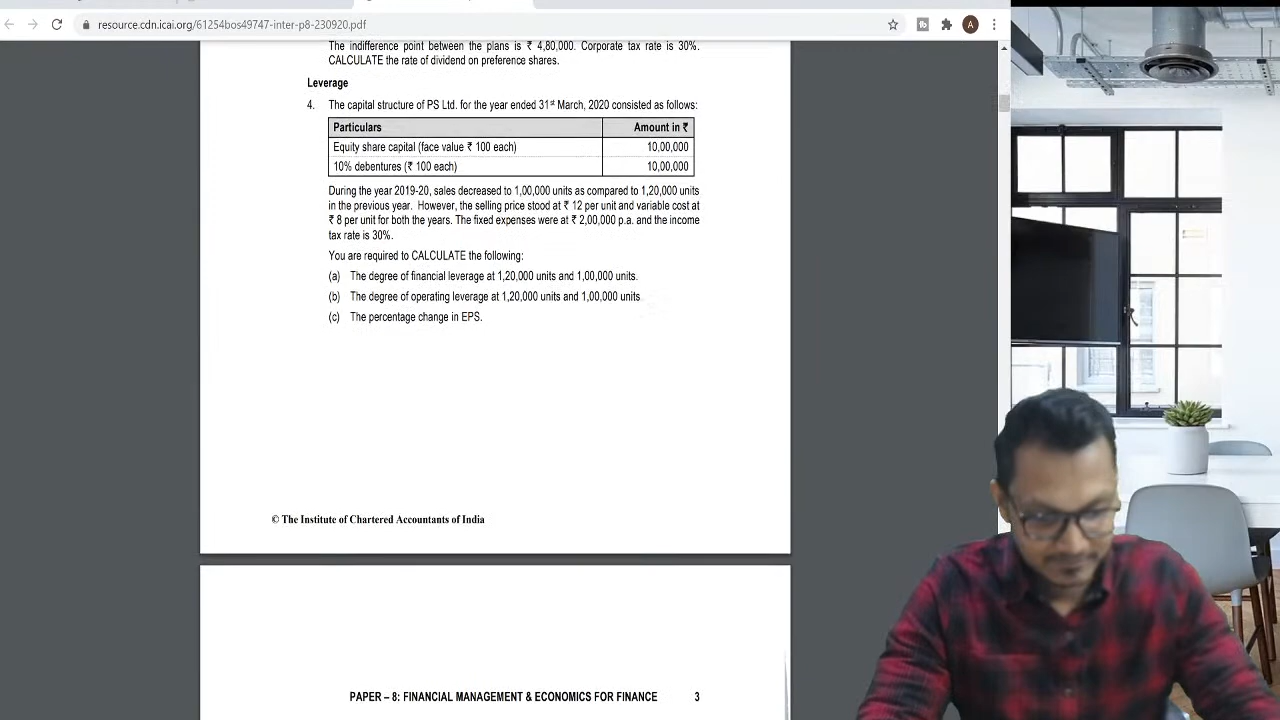 resource.cdn.icai.org/61254bos49747-inter-p8-230920.pdf
A
The indifference point between the plans is ₹ 4,80,000. Corporate tax rate is 30%.
CALCULATE the rate of dividend on preference shares.
Leverage
4. The capital structure of PS Ltd. for the year ended 31st March, 2020 consisted as follows:
Particulars Amount in ₹
Equity share capital (face value ₹ 100 each) 10,00,000
10% debentures (₹ 100 each) 10,00,000
During the year 2019-20, sales decreased to 1,00,000 units as compared to 1,20,000 units
in the previous year. However, the selling price stood at ₹ 12 per unit and variable cost at
₹ 8 per unit for both the years. The fixed expenses were at ₹ 2,00,000 p.a. and the income
tax rate is 30%.
You are required to CALCULATE the following:
(a) The degree of financial leverage at 1,20,000 units and 1,00,000 units.
(b) The degree of operating leverage at 1,20,000 units and 1,00,000 units
(c) The percentage change in EPS.
© The Institute of Chartered Accountants of India
PAPER – 8: FINANCIAL MANAGEMENT & ECONOMICS FOR FINANCE 3